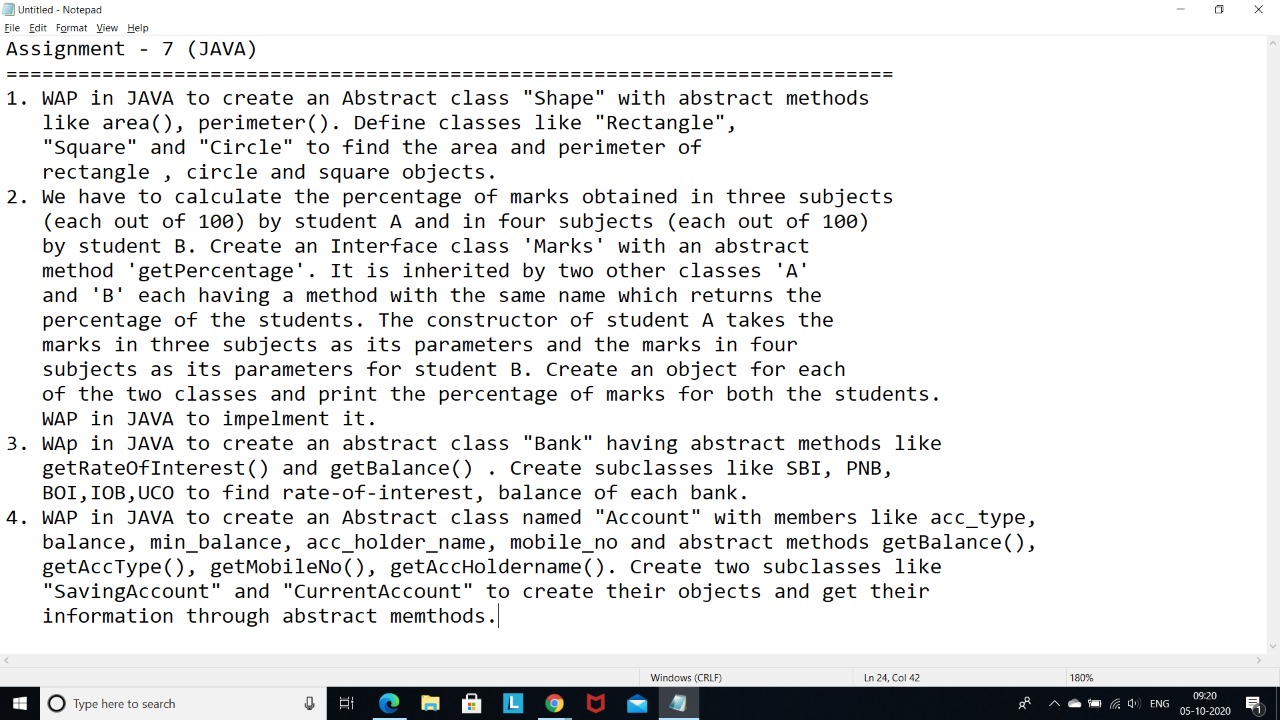 Untitled - Notepad
File Edit Format View Help
Assignment - 7 (JAVA)
==========================================================================
1. WAP in JAVA to create an Abstract class "Shape" with abstract methods
like area(), perimeter(). Define classes like "Rectangle",
"Square" and "Circle" to find the area and perimeter of
rectangle , circle and square objects.
2. We have to calculate the percentage of marks obtained in three subjects
(each out of 100) by student A and in four subjects (each out of 100)
by student B. Create an Interface class 'Marks' with an abstract
method 'getPercentage'. It is inherited by two other classes 'A'
and 'B' each having a method with the same name which returns the
percentage of the students. The constructor of student A takes the
marks in three subjects as its parameters and the marks in four
subjects as its parameters for student B. Create an object for each
of the two classes and print the percentage of marks for both the students.
WAP in JAVA to impelment it.
3. WAp in JAVA to create an abstract class "Bank" having abstract methods like
getRateOfInterest() and getBalance() . Create subclasses like SBI, PNB,
BOI,IOB,UCO to find rate-of-interest, balance of each bank.
4. WAP in JAVA to create an Abstract class named "Account" with members like acc_type,
balance, min_balance, acc_holder_name, mobile_no and abstract methods getBalance(),
getAccType(), getMobileNo(), getAccHoldername(). Create two subclasses like
"SavingAccount" and "CurrentAccount" to create their objects and get their
information through abstract memthods.
Windows (CRLF) Ln 24, Col 42 180%
Type here to search L ENG 09:20
05-10-2020 1